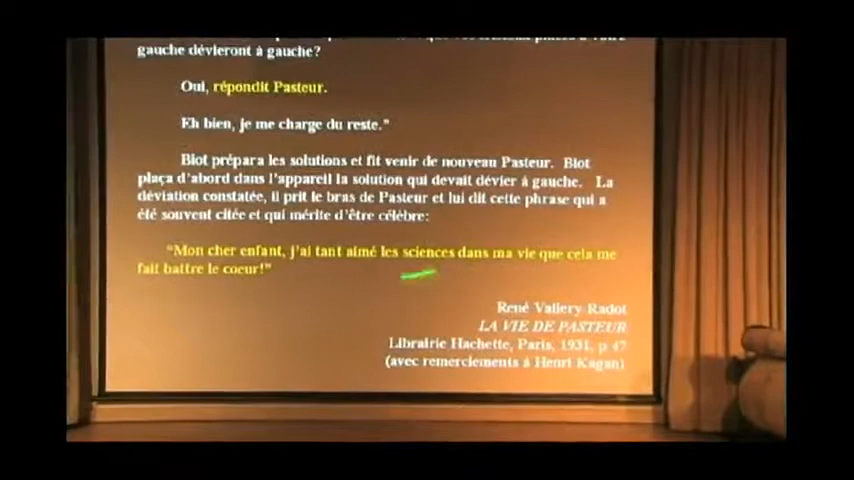 gauche dévieront à gauche?
Oui, répondit Pasteur.
Eh bien, je me charge du reste."
Biot prépara les solutions et fit venir de nouveau Pasteur. Biot
plaça d'abord dans l'appareil la solution qui devait dévier à gauche. La
déviation constatée, il prit le bras de Pasteur et lui dit cette phrase qui a
été souvent citée et qui mérite d'être célèbre:
"Mon cher enfant, j'ai tant aimé les sciences dans ma vie que cela me
fait battre le coeur!"
René Vallery-Radot
LA VIE DE PASTEUR
Librairie Hachette, Paris, 1931, p 47
(avec remerciements à Henri Kagan)